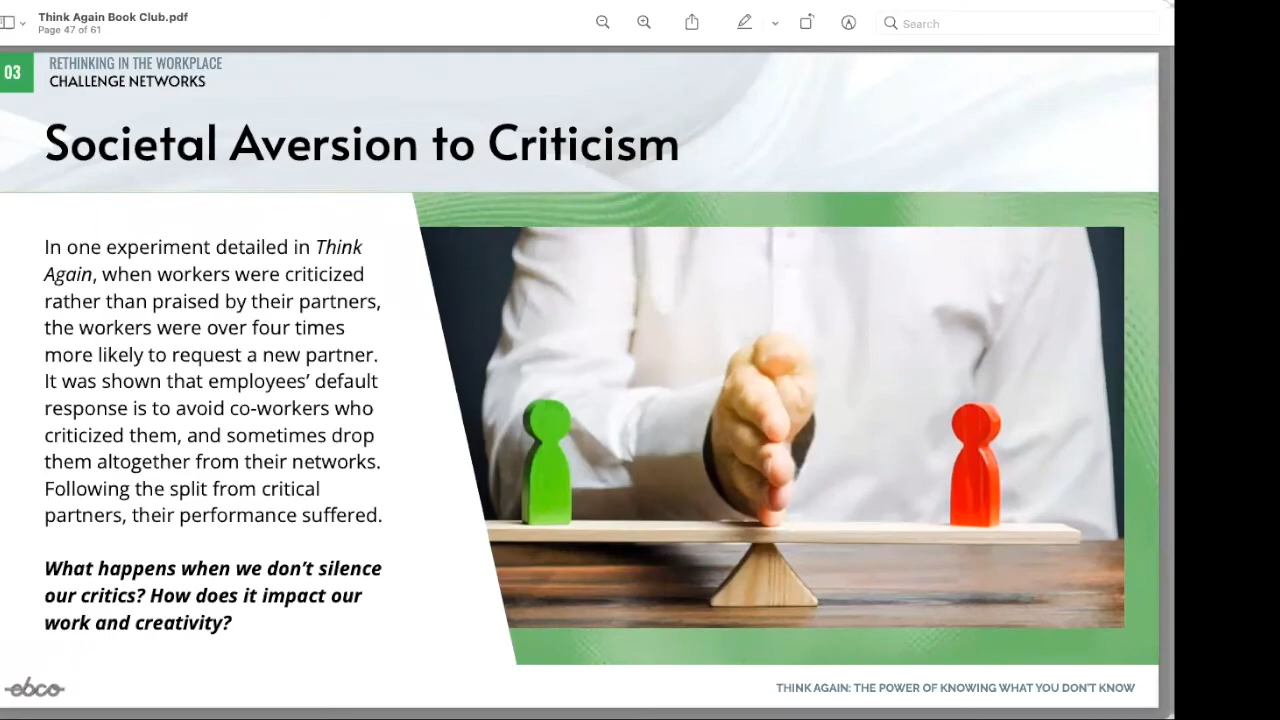 Think Again Book Club.pdf
Page 47 of 61
Search
03
RETHINKING IN THE WORKPLACE
CHALLENGE NETWORKS
Societal Aversion to Criticism
In one experiment detailed in Think
Again, when workers were criticized
rather than praised by their partners,
the workers were over four times
more likely to request a new partner.
It was shown that employees’ default
response is to avoid co-workers who
criticized them, and sometimes drop
them altogether from their networks.
Following the split from critical
partners, their performance suffered.
What happens when we don’t silence
our critics? How does it impact our
work and creativity?
ebco
THINK AGAIN: THE POWER OF KNOWING WHAT YOU DON'T KNOW